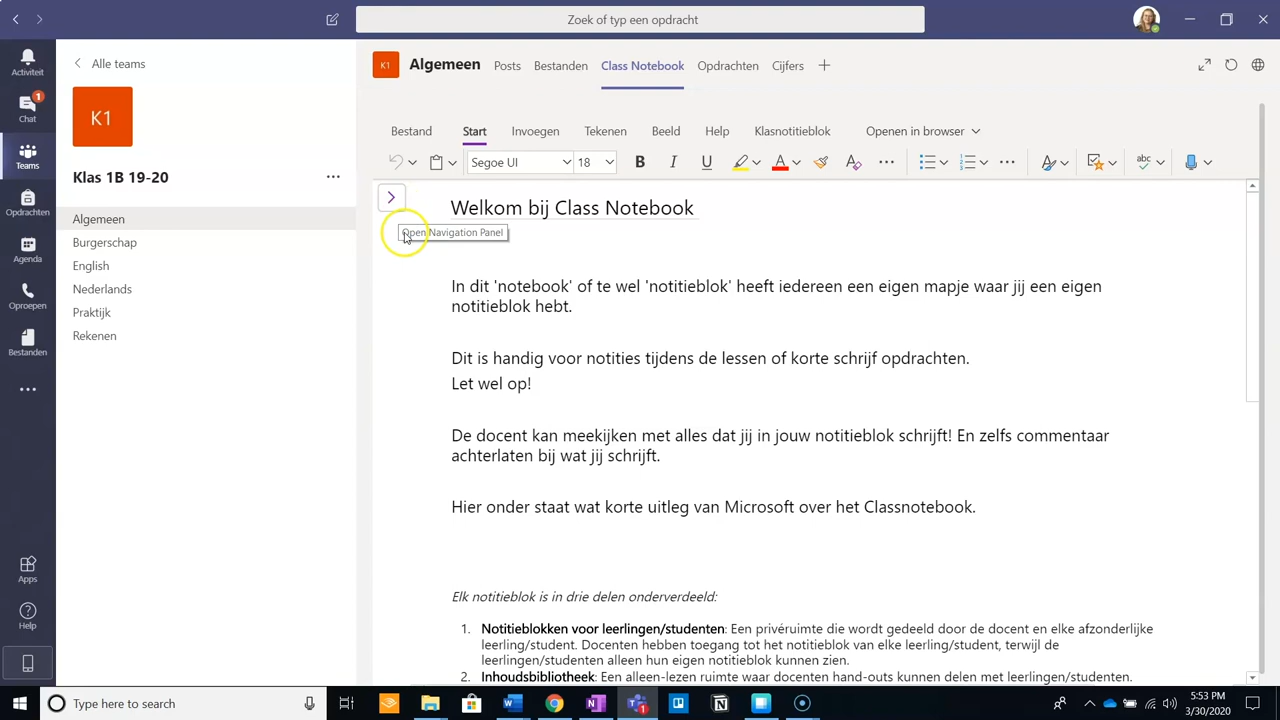 Zoek of typ een opdracht
Activiteit
1
Chat
Teams
Opdrachten
Agenda
Oproepen
Bestanden
Apps
Help
Alle teams
K1
Klas 1B 19-20
Algemeen
Burgerschap
English
Nederlands
Praktijk
Rekenen
K1 Algemeen Posts Bestanden Class Notebook Opdrachten Cijfers
Bestand Start Invoegen Tekenen Beeld Help Klasnotitieblok Openen in browser
Segoe UI 18 B I U A abc
Welkom bij Class Notebook
Open Navigation Panel
In dit 'notebook' of te wel 'notitieblok' heeft iedereen een eigen mapje waar jij een eigen
notitieblok hebt.
Dit is handig voor notities tijdens de lessen of korte schrijf opdrachten.
Let wel op!
De docent kan meekijken met alles dat jij in jouw notitieblok schrijft! En zelfs commentaar
achterlaten bij wat jij schrijft.
Hier onder staat wat korte uitleg van Microsoft over het Classnotebook.
Elk notitieblok is in drie delen onderverdeeld:
1. Notitieblokken voor leerlingen/studenten: Een privéruimte die wordt gedeeld door de docent en elke afzonderlijke
leerling/student. Docenten hebben toegang tot het notitieblok van elke leerling/student, terwijl de
leerlingen/studenten alleen hun eigen notitieblok kunnen zien.
2. Inhoudsbibliotheek: Een alleen-lezen ruimte waar docenten hand-outs kunnen delen met leerlingen/studenten.
Type here to search
5:53 PM
3/30/2020